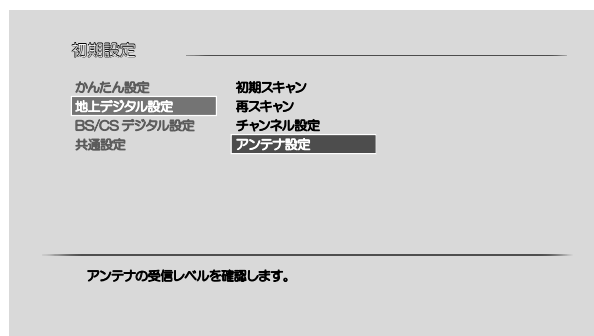 初期設定
かんたん設定
地上デジタル設定
BS/CS デジタル設定
共通設定
初期スキャン
再スキャン
チャンネル設定
アンテナ設定
アンテナの受信レベルを確認します。